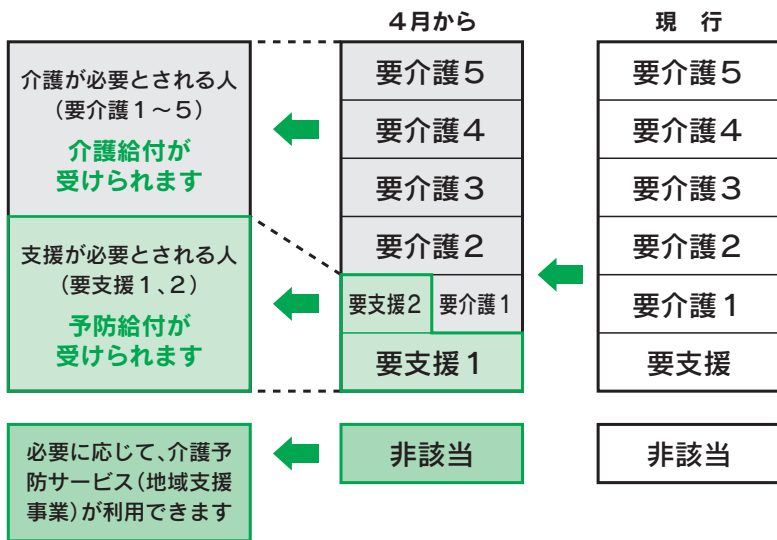 4月から
現　行
介護が必要とされる人
（要介護1～5）
介護給付が
受けられます
支援が必要とされる人
（要支援1、2）
予防給付が
受けられます
要介護5
要介護4
要介護3
要介護2
要支援2
要介護1
要支援1
要介護5
要介護4
要介護3
要介護2
要介護1
要支援
必要に応じて、介護予
防サービス（地域支援
事業）が利用できます
非該当
非該当